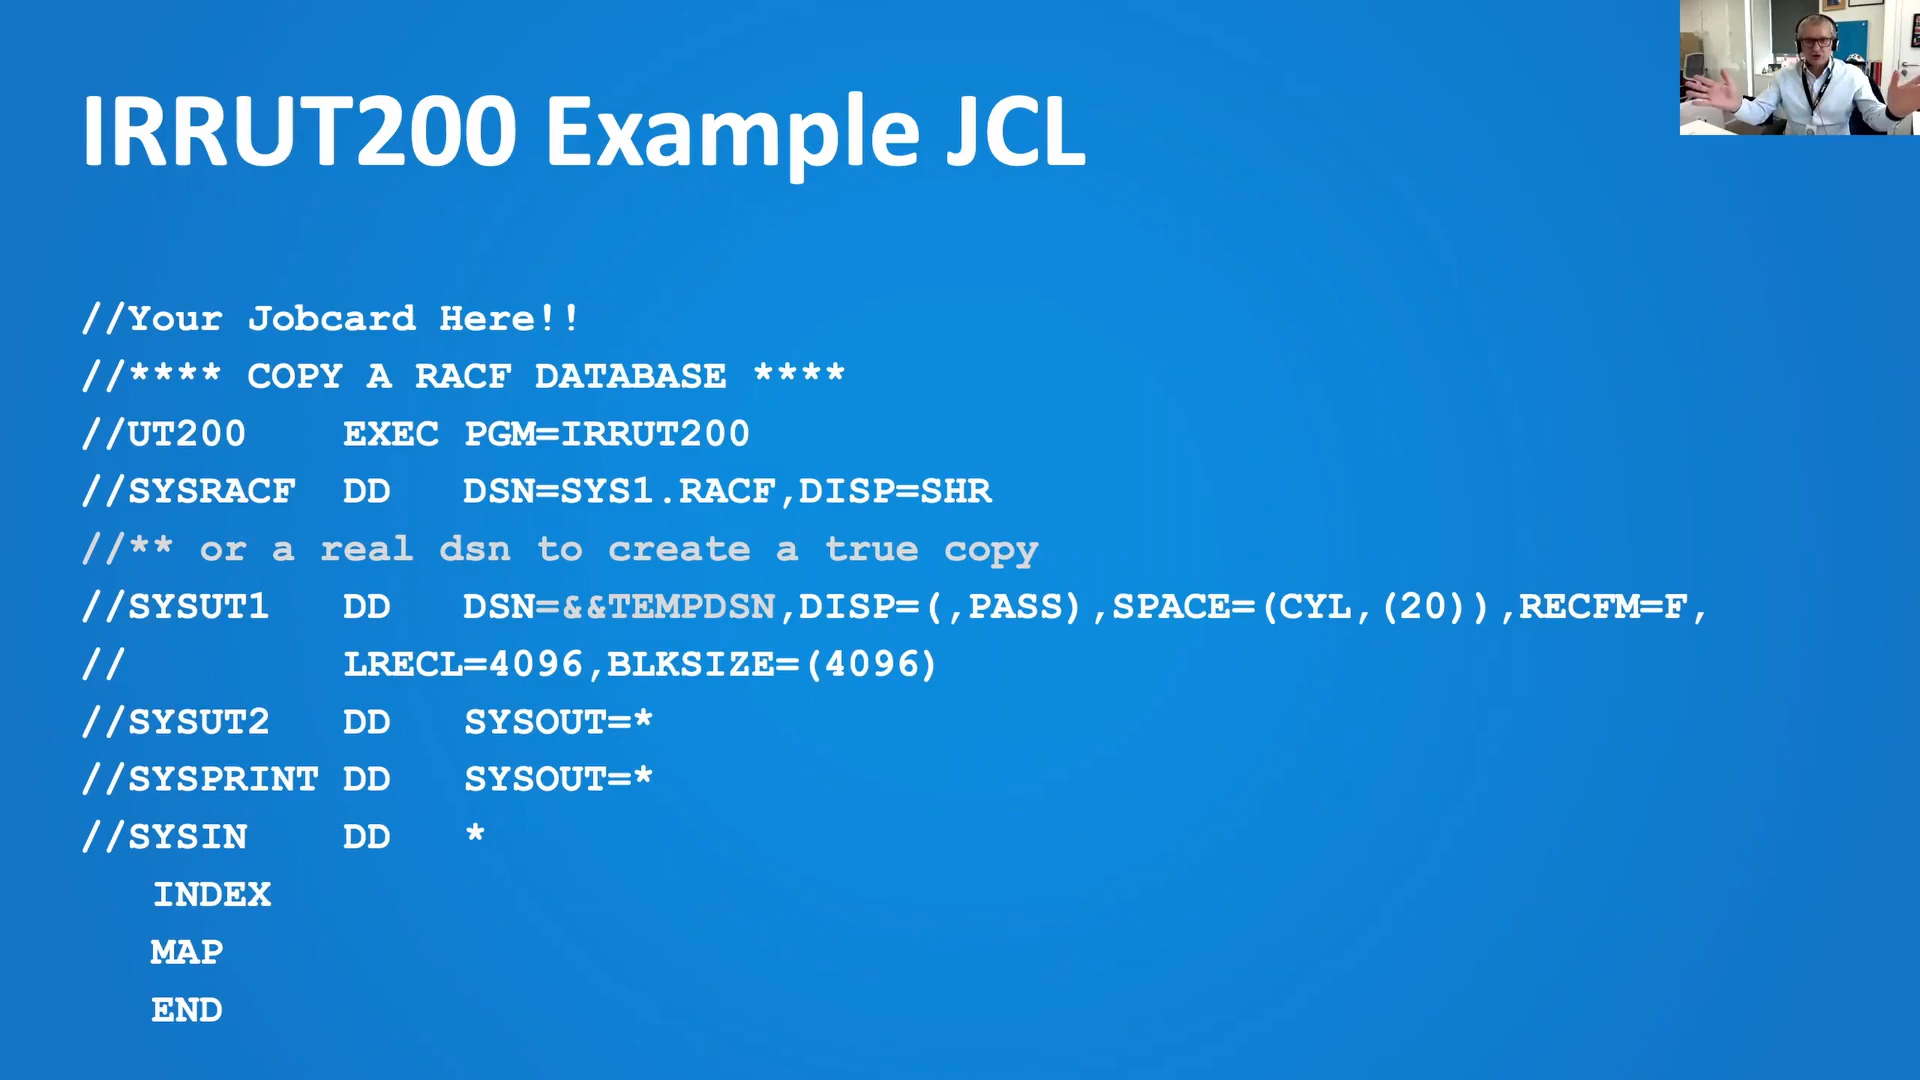 IRRUT200 Example JCL
//Your Jobcard Here!!
//**** COPY A RACF DATABASE ****
//UT200    EXEC PGM=IRRUT200
//SYSRACF  DD   DSN=SYS1.RACF,DISP=SHR
//** or a real dsn to create a true copy
//SYSUT1   DD   DSN=&&TEMPDSN,DISP=(,PASS),SPACE=(CYL,(20)),RECFM=F,
//         LRECL=4096,BLKSIZE=(4096)
//SYSUT2   DD   SYSOUT=*
//SYSPRINT DD   SYSOUT=*
//SYSIN    DD   *
   INDEX
   MAP
   END